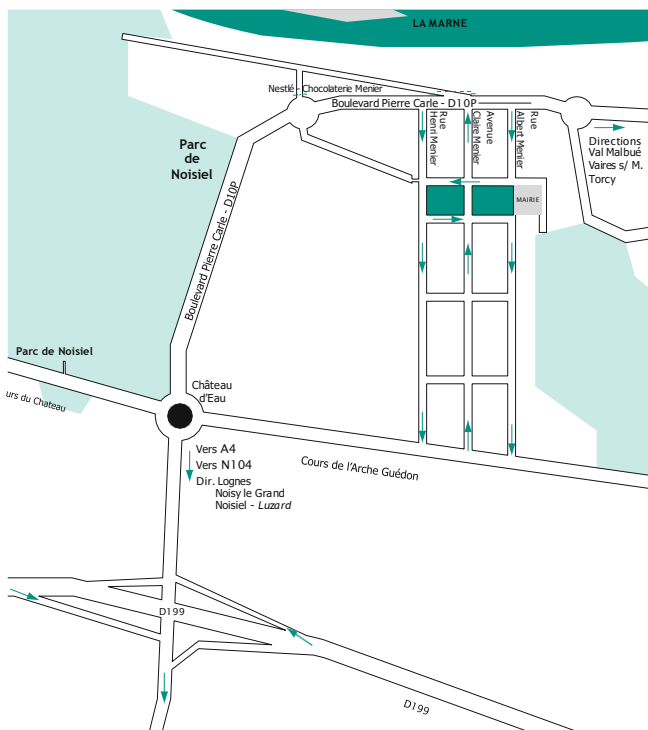 LA MARNE
Nestlé - Chocolaterie Menier
Boulevard Pierre Carle - D10P
Rue
Henri Menier
Avenue
Claire Menier
Rue
Albert Menier
Directions
Val Malbué
Vaires s/ M.
Torcy
Parc
de
Noisiel
MAIRIE
Boulevard Pierre Carle - D10P
Parc de Noisiel
urs du Chateau
Château
d'Eau
Vers A4
Vers N104
Dir. Lognes
Noisy le Grand
Noisiel - Luzard
Cours de l'Arche Guédon
D199
D199